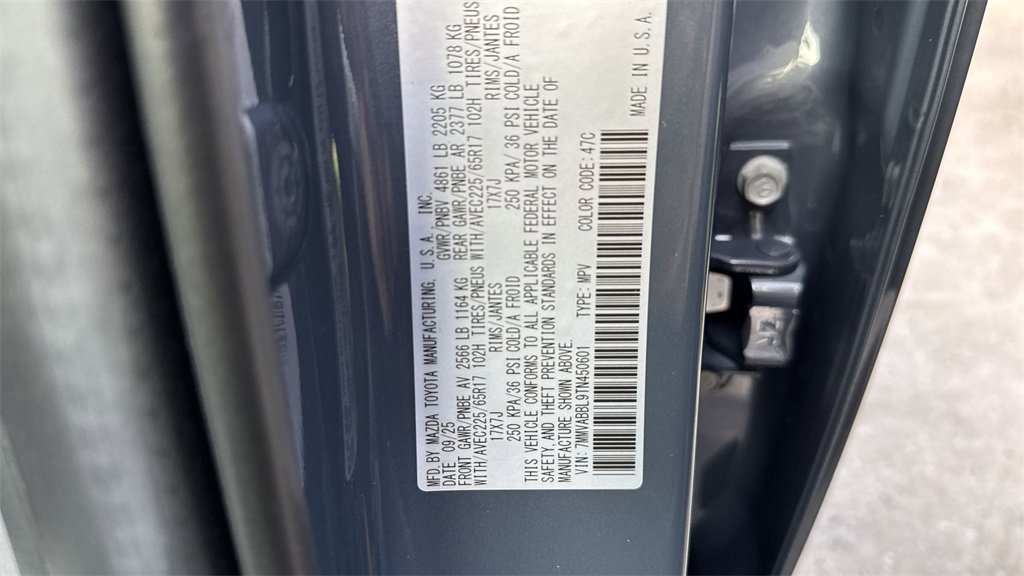 MFD.BY MAZDA TOYOTA MANUFACTURING, U.S.A, INC.
DATE 09/25 GVWR/PNBV 4861 LB 2205 KG
FRONT GAWR/PNBE AV 2566 LB 1164 KG REAR GAWR/PNBE AR 2377 LB 1078 KG
WITH/AVEC225/65R17 102H TIRES/PNEUS WITH/AVEC225/65R17 102H TIRES/PNEUS
17X7J RIMS/JANTES 17X7J RIMS/JANTES
250 KPA/36 PSI COLD/A FROID 250 KPA/ 36 PSI COLD/A FROID
THIS VEHICLE CONFORMS TO ALL APPLICABLE FEDERAL MOTOR VEHICLE
SAFETY, AND THEFT PREVENTION STANDARDS IN EFFECT ON THE DATE OF
MANUFACTURE SHOWN ABOVE.
VIN: 7MMVABBL9TN450601 TYPE: MPV COLOR CODE: 47C
MADE IN U.S.A.